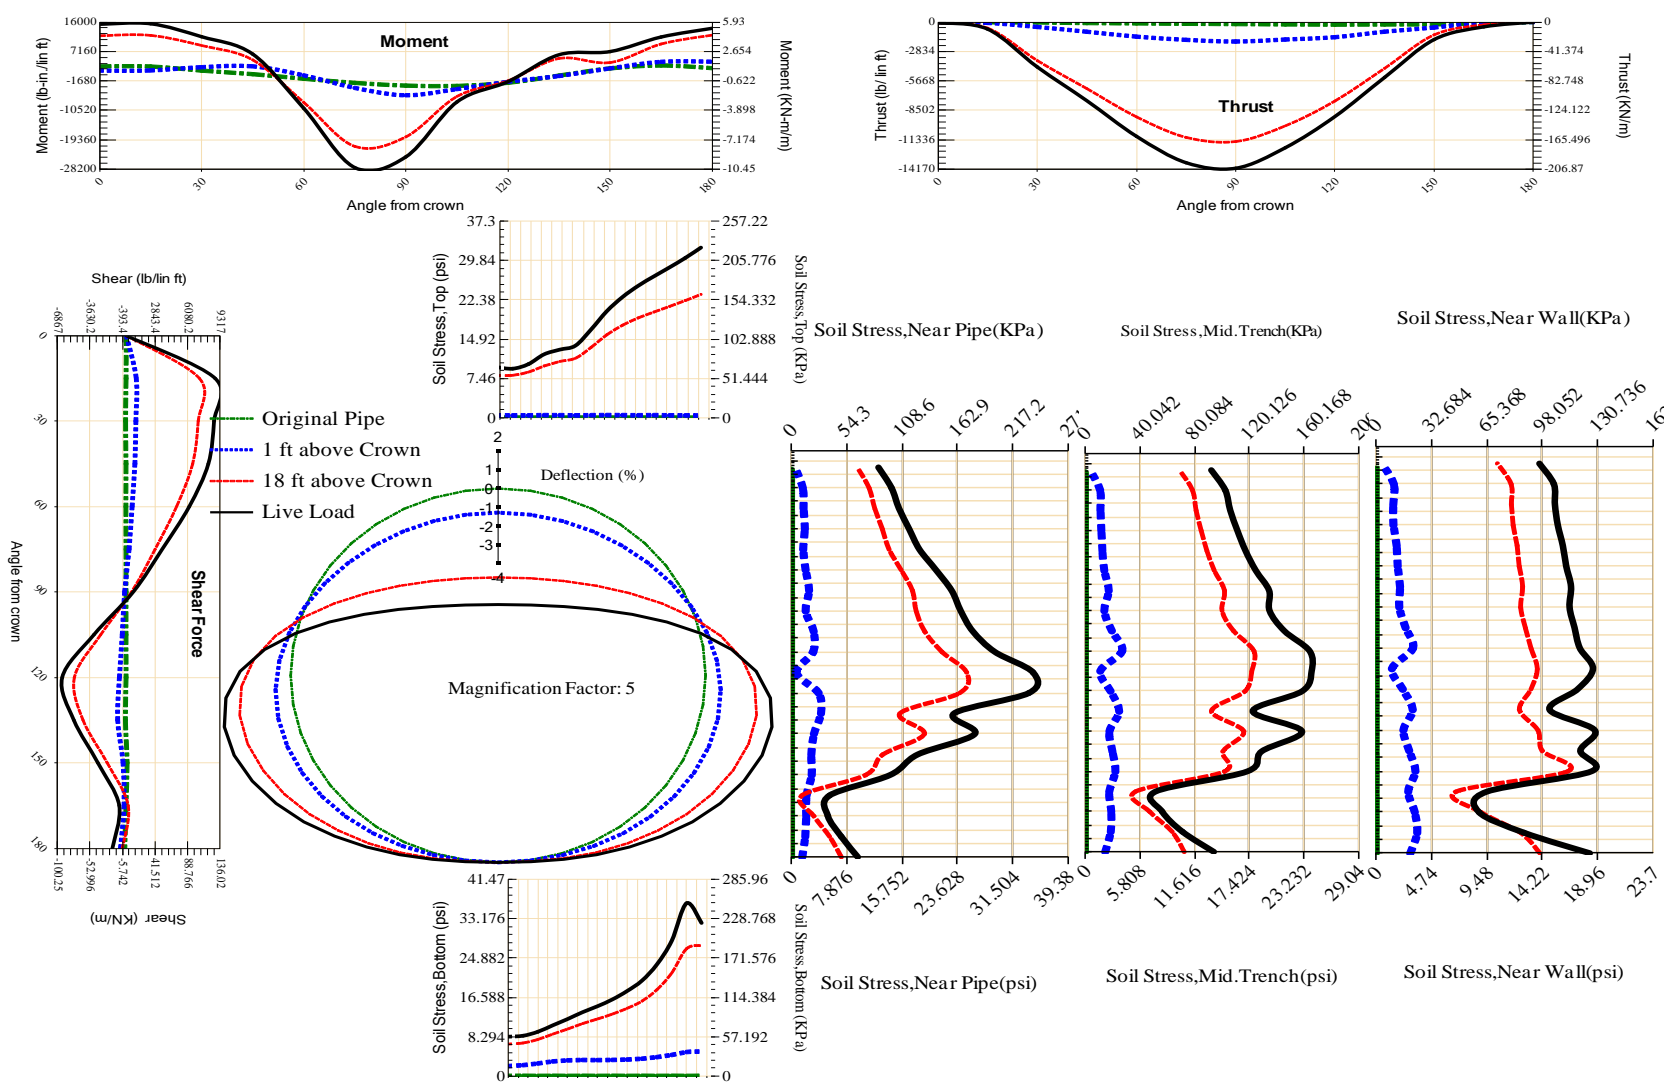 16000
7160
-1680
-10520
-19360
-28200
Moment (lb-in /lin ft)
Moment
5.93
2.654
-0.622
-3.898
-7.174
-10.45
Moment (KN-m/m)
0 30 60 90 120 150 180
Angle from crown
0
-2834
-5668
-8502
-11336
-14170
Thrust (lb/ lin ft)
Thrust
0
-41.374
-82.748
-124.122
-165.496
-206.87
Thrust (KN/m)
0 30 60 90 120 150 180
Angle from crown
37.3
29.84
22.38
14.92
7.46
0
Soil Stress,Top (psi)
257.22
205.776
154.332
102.888
51.444
0
Soil Stress,Top (KPa)
Shear (lb/lin ft)
-6867 -3630.2 -393.4 2843.4 6080.2 9317
0
30
60
90
120
150
180
Angle from crown
Shear Force
-100.25 -52.996 -5.742 41.512 88.766 136.02
Shear (KN/m)
Original Pipe
1 ft above Crown
18 ft above Crown
Live Load
2
1
0
-1
-2
-3
-4
Deflection (%)
Magnification Factor: 5
41.47
33.176
24.882
16.588
8.294
0
Soil Stress,Bottom (psi)
285.96
228.768
171.576
114.384
57.192
0
Soil Stress,Bottom (KPa)
Soil Stress,Near Pipe(KPa)
0 54.3 108.6 162.9 217.2
0 7.876 15.752 23.628 31.504 39.38
Soil Stress,Near Pipe(psi)
Soil Stress,Mid.Trench(KPa)
0 40.042 80.084 120.126 160.168
0 5.808 11.616 17.424 23.232 29.04
Soil Stress,Mid.Trench(psi)
Soil Stress,Near Wall(KPa)
0 32.684 65.368 98.052 130.736
0 4.74 9.48 14.22 18.96 23.7
Soil Stress,Near Wall(psi)